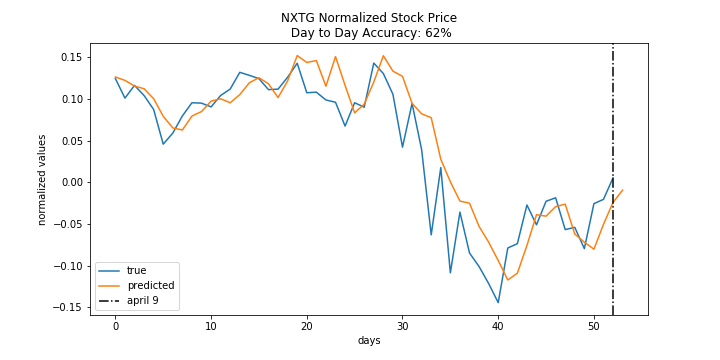 NXTG Normalized Stock Price
Day to Day Accuracy: 62%
normalized values
0.15
0.10
0.05
0.00
−0.05
−0.10
−0.15
true
predicted
april 9
0 10 20 30 40 50
days